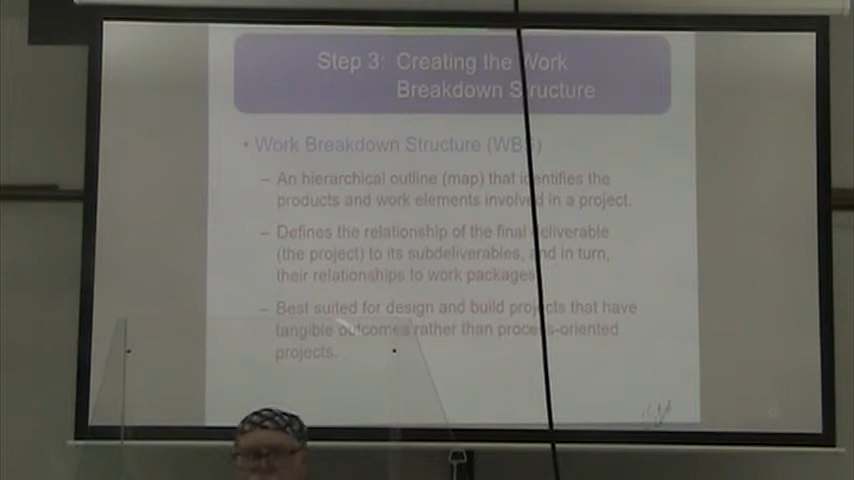 Step 3: Creating the Work
Breakdown Structure
• Work Breakdown Structure (WBS)
– An hierarchical outline (map) that identifies the
products and work elements involved in a project.
– Defines the relationship of the final deliverable
(the project) to its subdeliverables, and in turn,
their relationships to work packages.
– Best suited for design and build projects that have
tangible outcomes rather than process-oriented
projects.